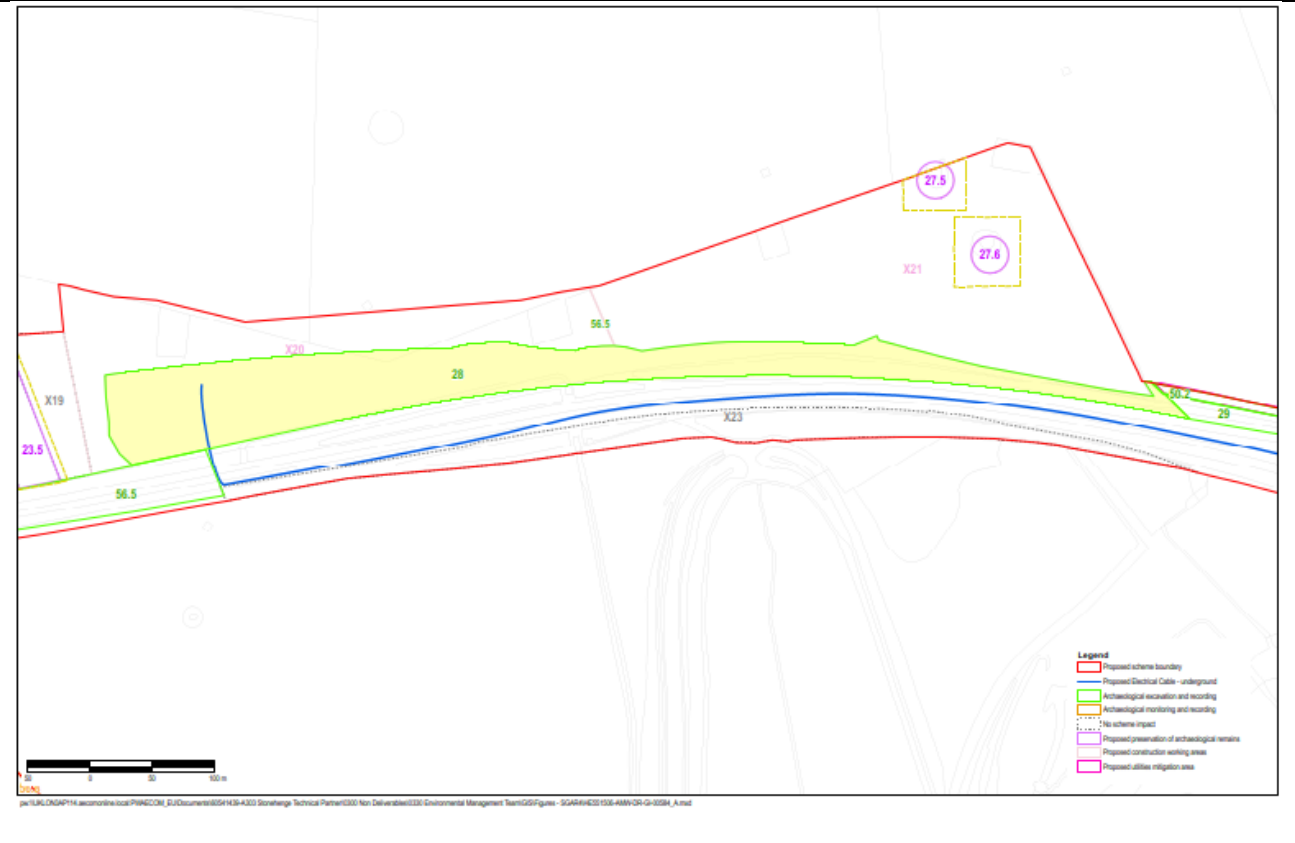 27.5
27.6
X21
56.5
X20
28
X19
50.2
29
X23
23.5
56.5
Legend
Proposed scheme boundary
Proposed Electrical Cable - underground
Archaeological excavation and recording
Archaeological monitoring and recording
No scheme impact
Proposed preservation of archaeological remains
Proposed construction working areas
Proposed utilities mitigation area
50 0 50 100 m